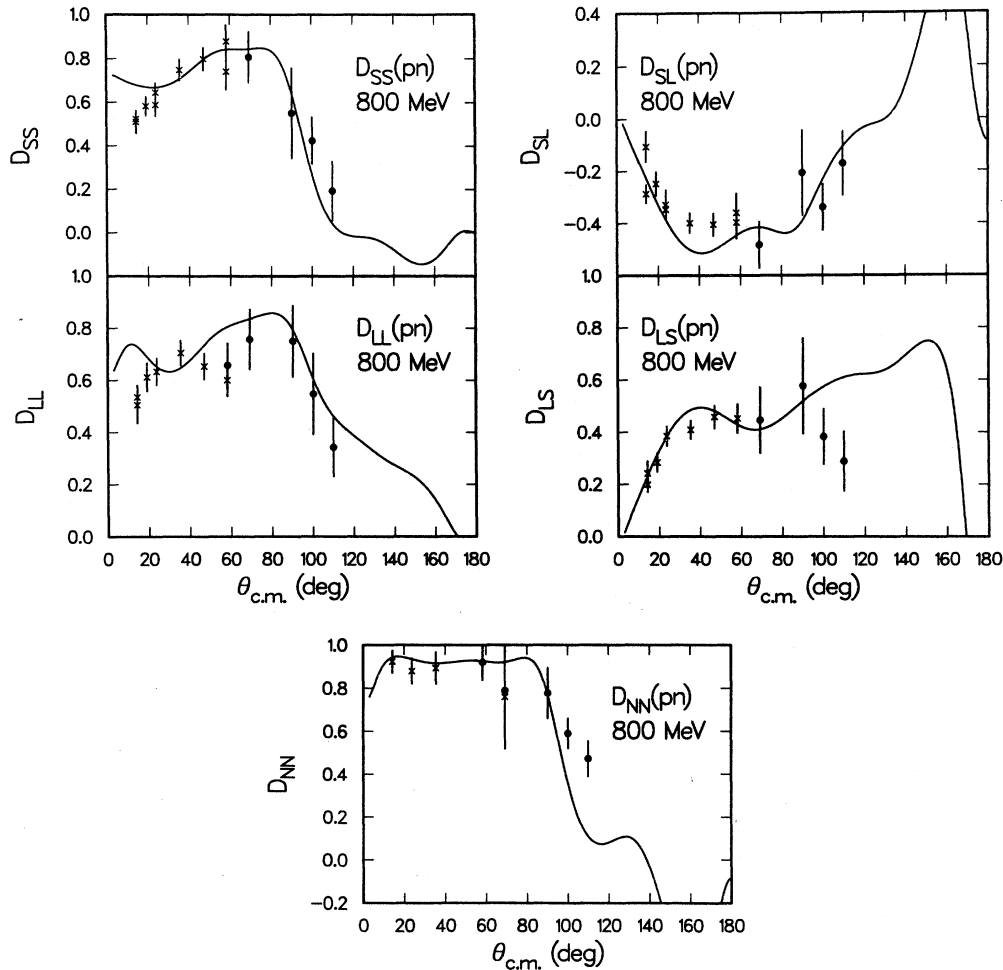 1.0
0.8
0.6
0.4
0.2
0.0
D_SS
D_SS(pn)
800 MeV
0.4
0.2
0.0
−0.2
−0.4
D_SL
D_SL(pn)
800 MeV
1.0
0.8
0.6
0.4
0.2
0.0
D_LL
D_LL(pn)
800 MeV
0 20 40 60 80 100 120 140 160 180
θ_c.m. (deg)
1.0
0.8
0.6
0.4
0.2
0.0
D_LS
D_LS(pn)
800 MeV
0 20 40 60 80 100 120 140 160 180
θ_c.m. (deg)
1.0
0.8
0.6
0.4
0.2
0.0
−0.2
D_NN
D_NN(pn)
800 MeV
0 20 40 60 80 100 120 140 160 180
θ_c.m. (deg)